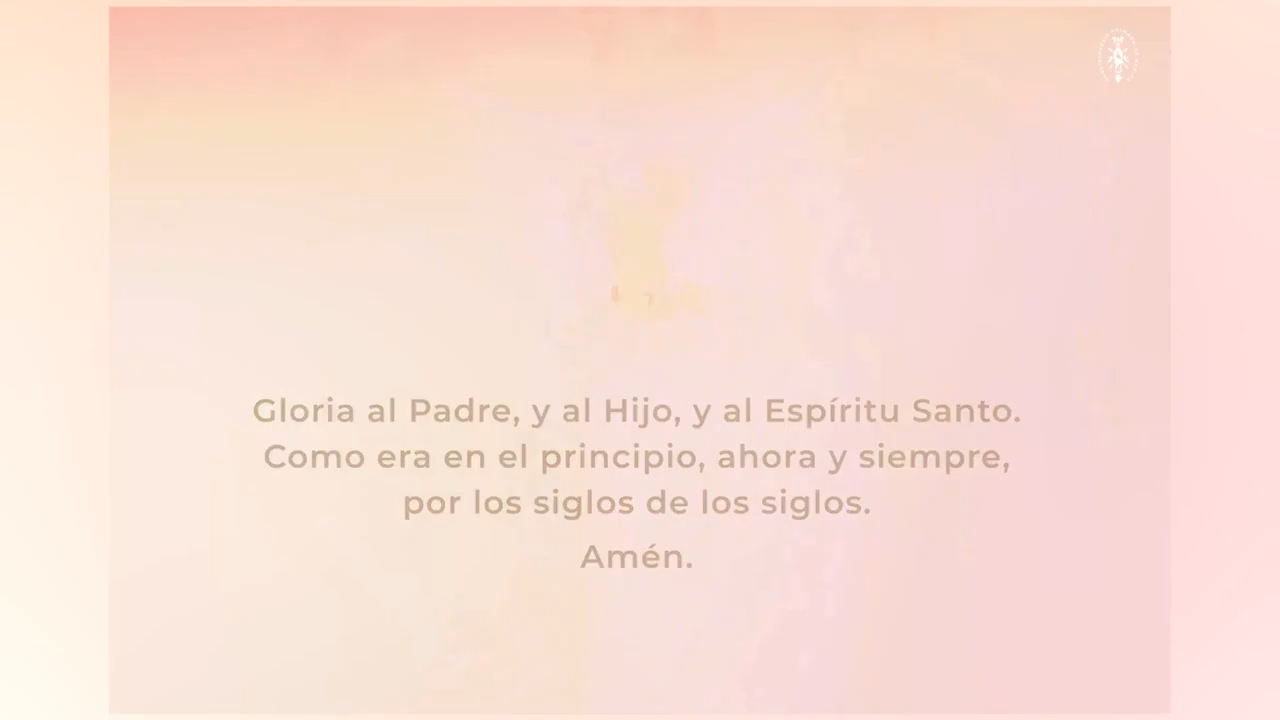 Gloria al Padre, y al Hijo, y al Espíritu Santo.
Como era en el principio, ahora y siempre,
por los siglos de los siglos.
Amén.